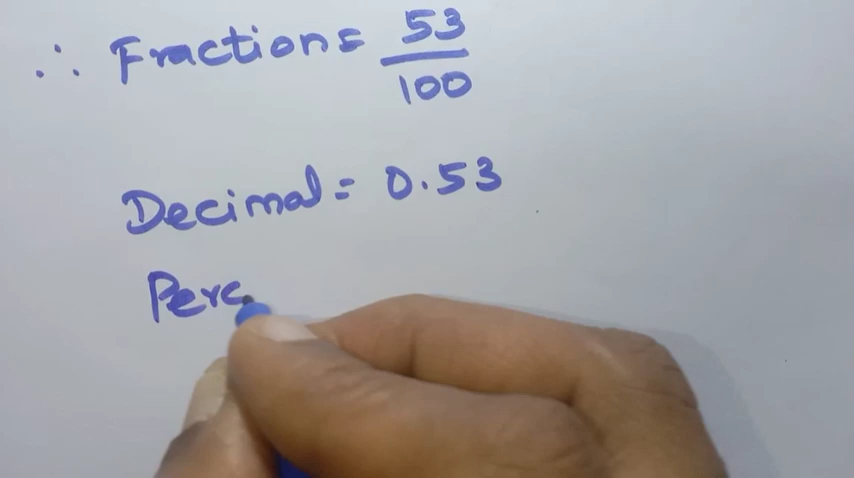 ∴ Fractions = 53/100
Decimal = 0.53
Perc